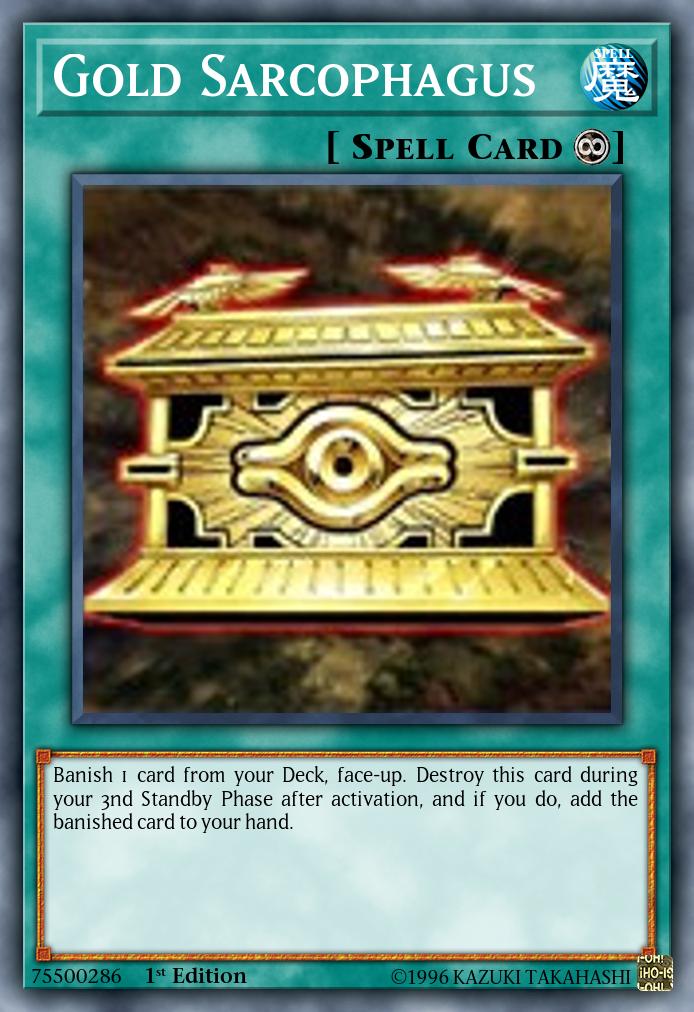 GOLD SARCOPHAGUS
SPELL
魔
[ SPELL CARD ]
Banish 1 card from your Deck, face-up. Destroy this card during
your 3nd Standby Phase after activation, and if you do, add the
banished card to your hand.
75500286 1st Edition ©1996 KAZUKI TAKAHASHI